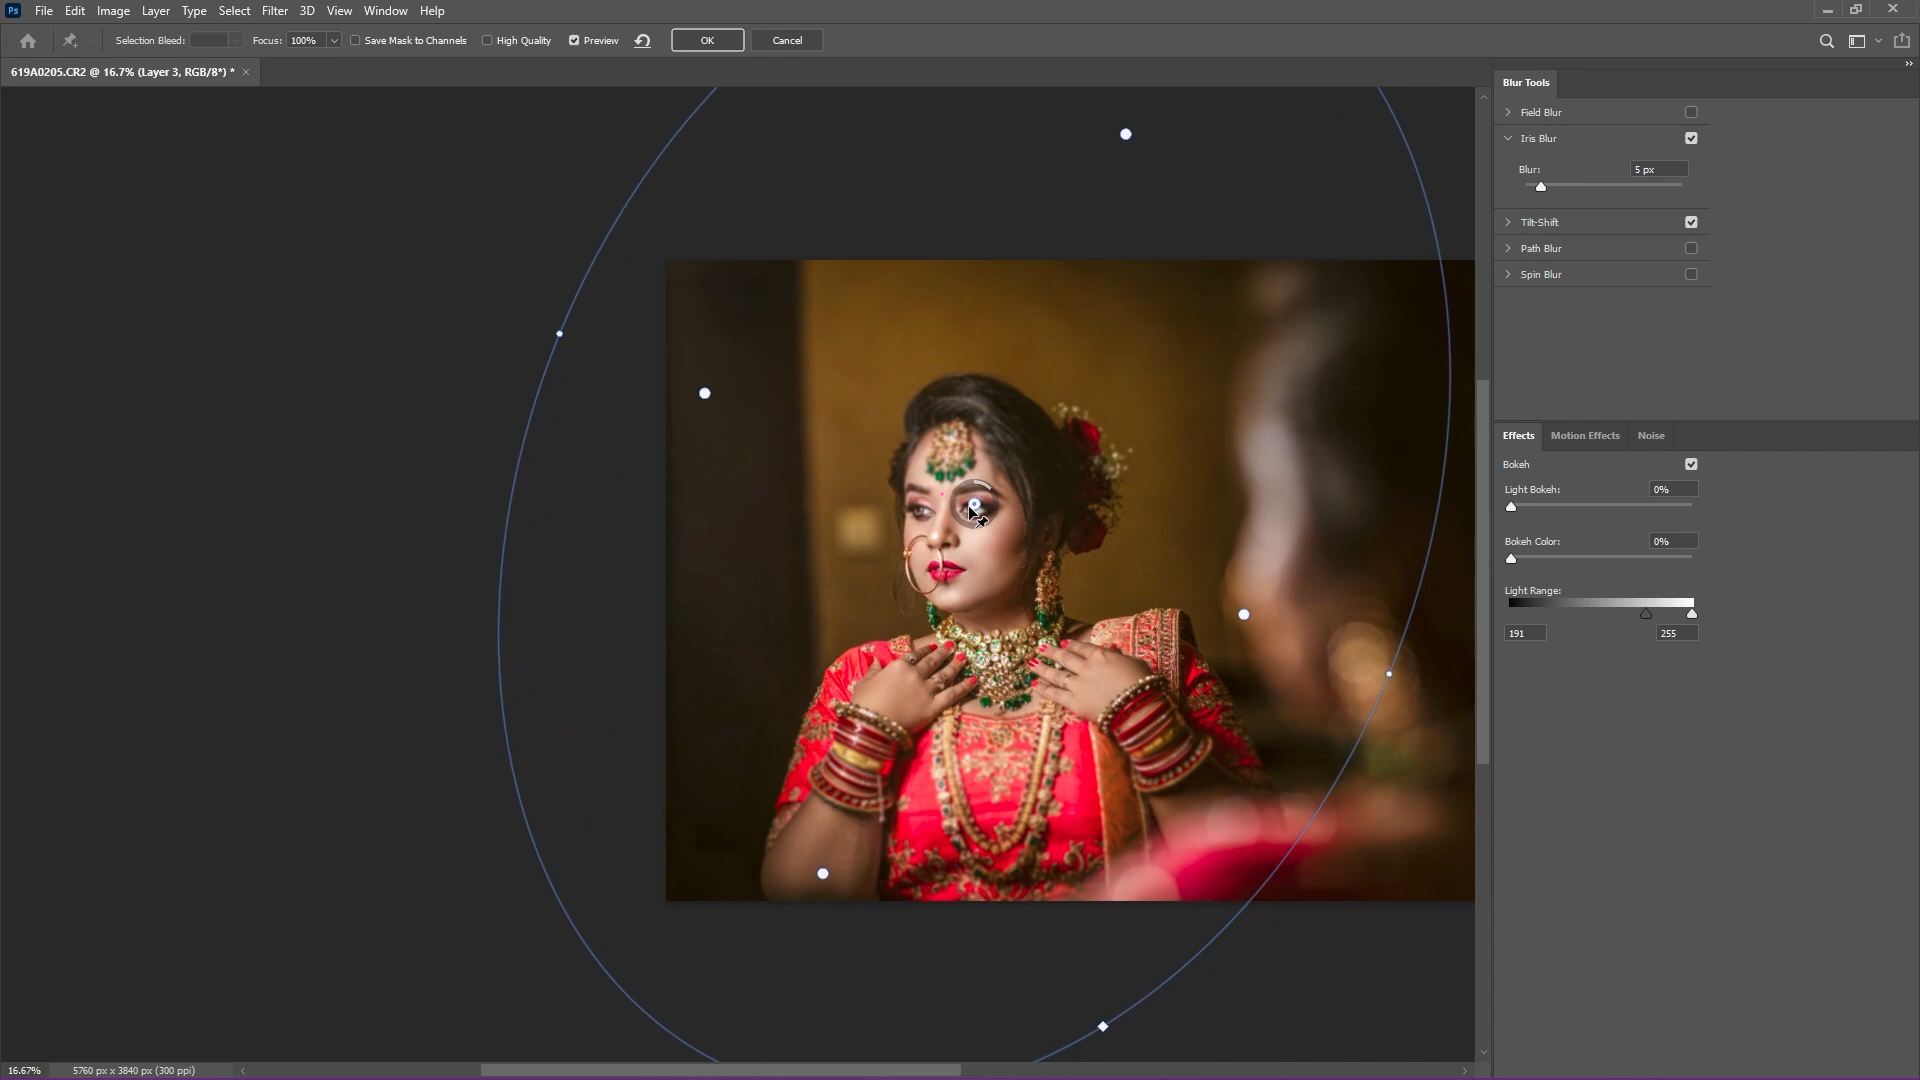 Ps File Edit Image Layer Type Select Filter 3D View Window Help
Selection Bleed: Focus: 100% Save Mask to Channels High Quality Preview OK Cancel
619A0205.CR2 @ 16.7% (Layer 3, RGB/8*) * ×
Blur Tools
Field Blur
Iris Blur
Blur: 5 px
Tilt-Shift
Path Blur
Spin Blur
Effects Motion Effects Noise
Bokeh
Light Bokeh: 0%
Bokeh Color: 0%
Light Range:
191 255
16.67% 5760 px x 3840 px (300 ppi)